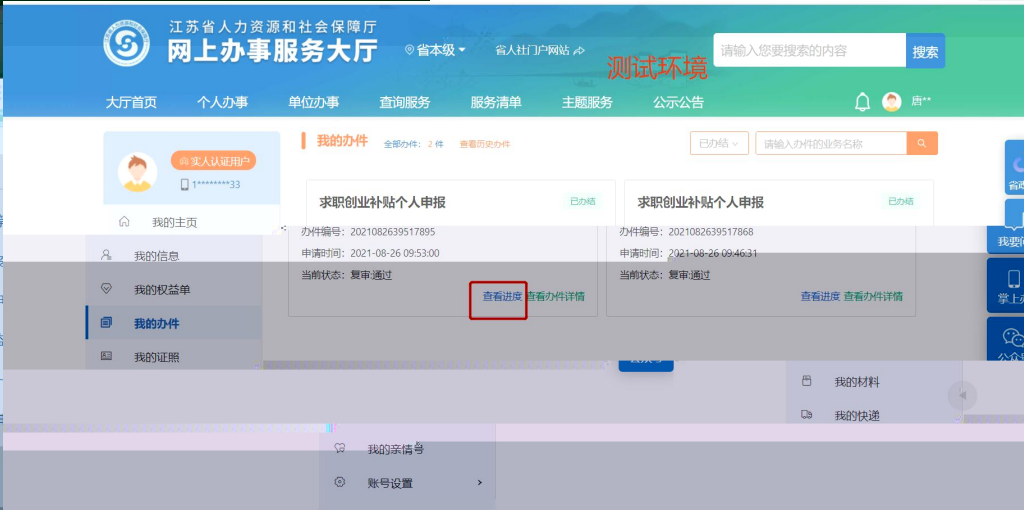 江苏省人力资源和社会保障厅
网上办事服务大厅
省本级
省人社门户网站
测试环境
请输入您要搜索的内容
搜索
大厅首页 个人办事 单位办事 查询服务 服务清单 主题服务 公示公告
唐**
实人认证用户
1********33
我的办件 全部办件: 2 件 查看历史办件
已办结
请输入办件的业务名称
求职创业补贴个人申报 已办结
办件编号: 2021082639517895
申请时间: 2021-08-26 09:53:00
当前状态: 复审:通过
查看进度 查看办件详情
求职创业补贴个人申报 已办结
办件编号: 2021082639517868
申请时间: 2021-08-26 09:46:31
当前状态: 复审:通过
查看进度 查看办件详情
我的主页
我的信息
我的权益单
我的办件
我的证照
我的材料
我的快递
我的亲情号
账号设置
我要
掌上